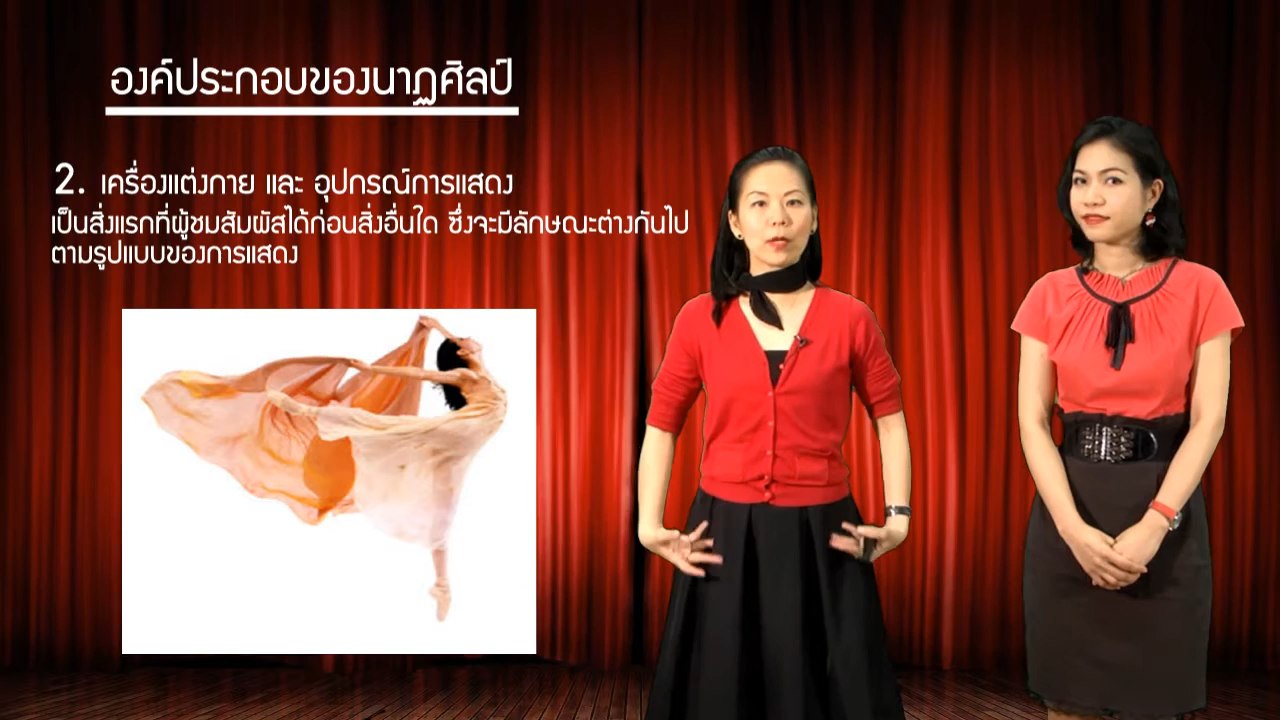 องค์ประกอบของนาฏศิลป์
2. เครื่องแต่งกาย และ อุปกรณ์การแสดง
เป็นสิ่งแรกที่ผู้ชมสัมผัสได้ก่อนสิ่งอื่นใด ซึ่งจะมีลักษณะต่างกันไป
ตามรูปแบบของการแสดง